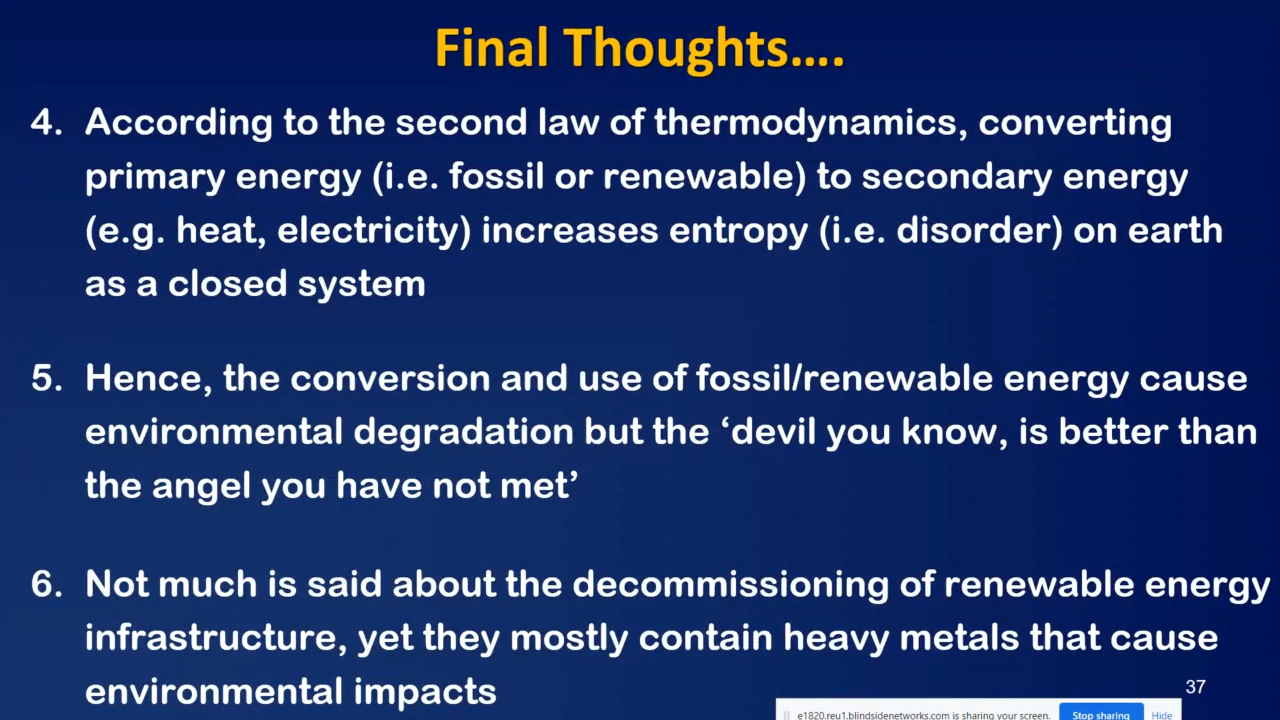 Final Thoughts....
4. According to the second law of thermodynamics, converting
primary energy (i.e. fossil or renewable) to secondary energy
(e.g. heat, electricity) increases entropy (i.e. disorder) on earth
as a closed system
5. Hence, the conversion and use of fossil/renewable energy cause
environmental degradation but the ‘devil you know, is better than
the angel you have not met’
6. Not much is said about the decommissioning of renewable energy
infrastructure, yet they mostly contain heavy metals that cause
environmental impacts
37
e1820.reu1.blindsidenetworks.com is sharing your screen. Stop sharing Hide